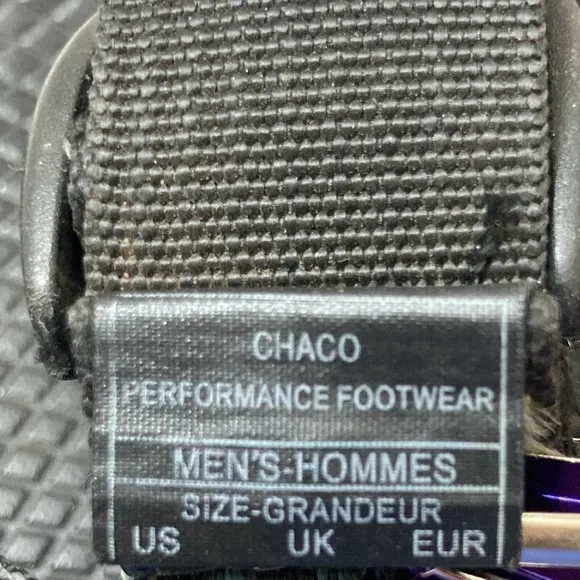 CHACO
PERFORMANCE FOOTWEAR
MEN'S-HOMMES
SIZE-GRANDEUR
US UK EUR